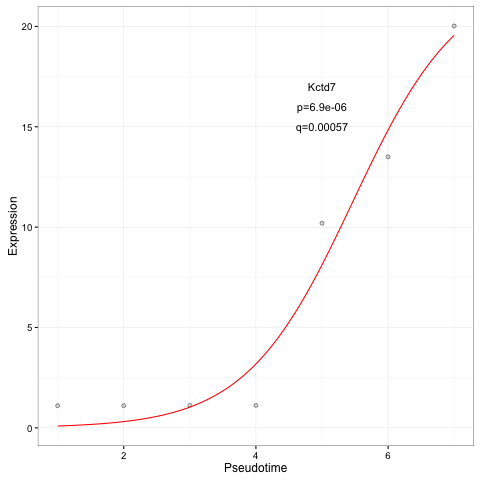 20
15
10
5
0
Expression
Kctd7
p=6.9e-06
q=0.00057
2 4 6
Pseudotime